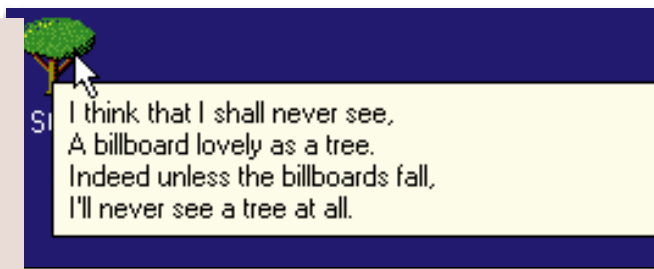 I think that I shall never see,
A billboard lovely as a tree.
Indeed unless the billboards fall,
I'll never see a tree at all.